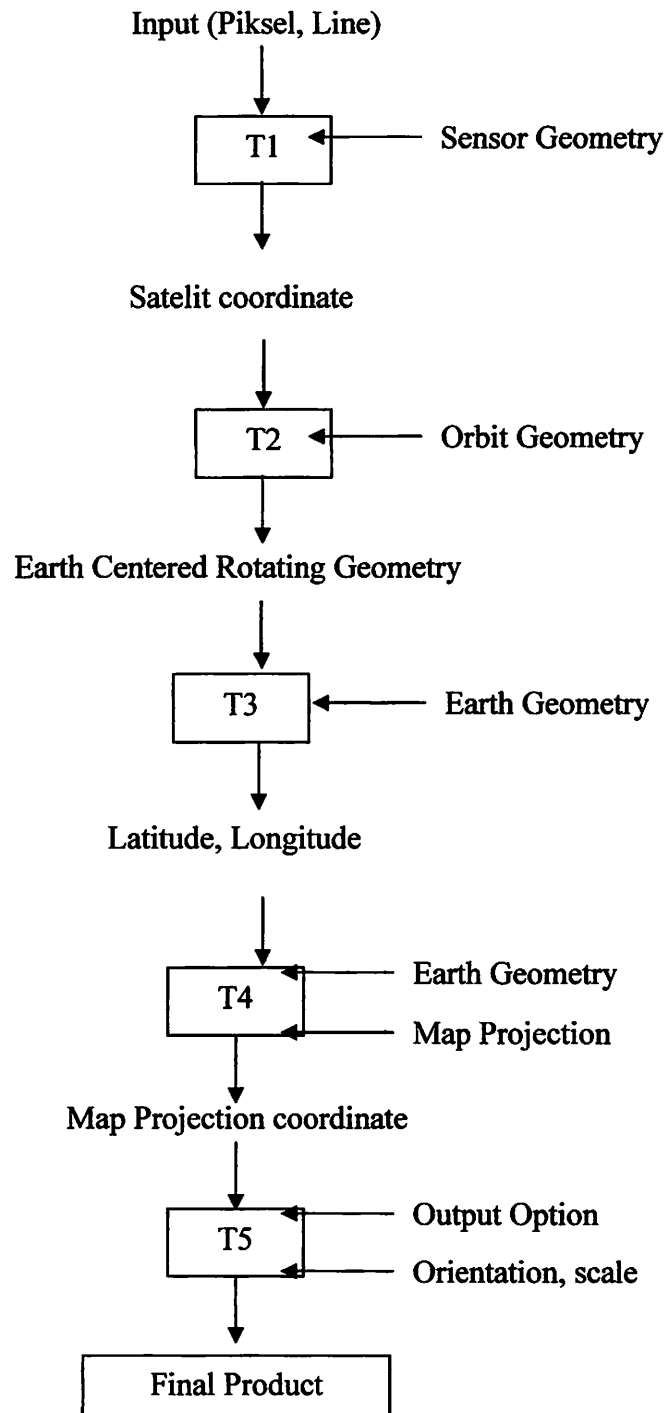 Input (Piksel, Line)
T1
Sensor Geometry
Satelit coordinate
T2
Orbit Geometry
Earth Centered Rotating Geometry
T3
Earth Geometry
Latitude, Longitude
T4
Earth Geometry
Map Projection
Map Projection coordinate
T5
Output Option
Orientation, scale
Final Product